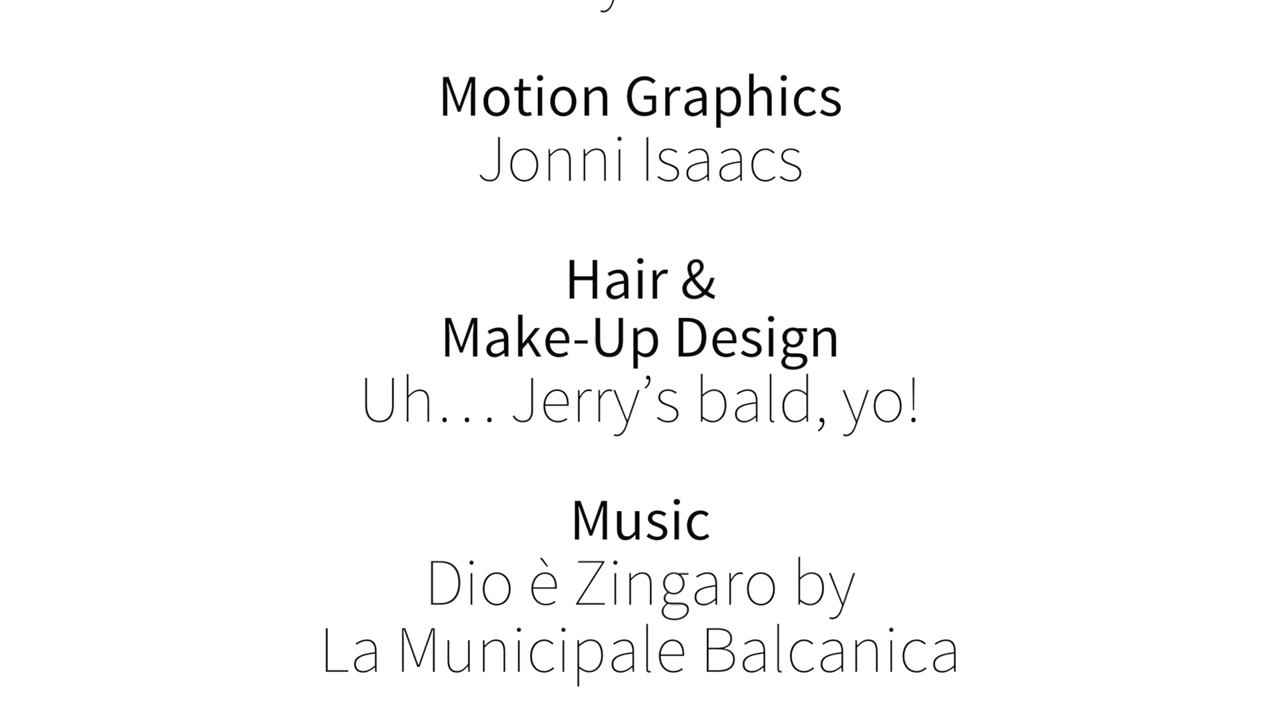 Motion Graphics
Jonni Isaacs
Hair &
Make-Up Design
Uh… Jerry’s bald, yo!
Music
Dio è Zingaro by
La Municipale Balcanica